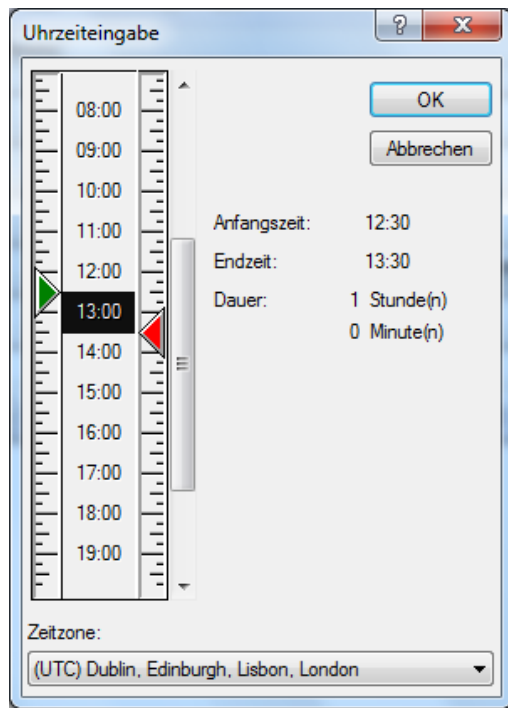 Uhrzeiteingabe
?
OK
Abbrechen
08:00
09:00
10:00
11:00
12:00
13:00
14:00
15:00
16:00
17:00
18:00
19:00
Anfangszeit: 12:30
Endzeit: 13:30
Dauer: 1 Stunde(n)
0 Minute(n)
Zeitzone:
(UTC) Dublin, Edinburgh, Lisbon, London